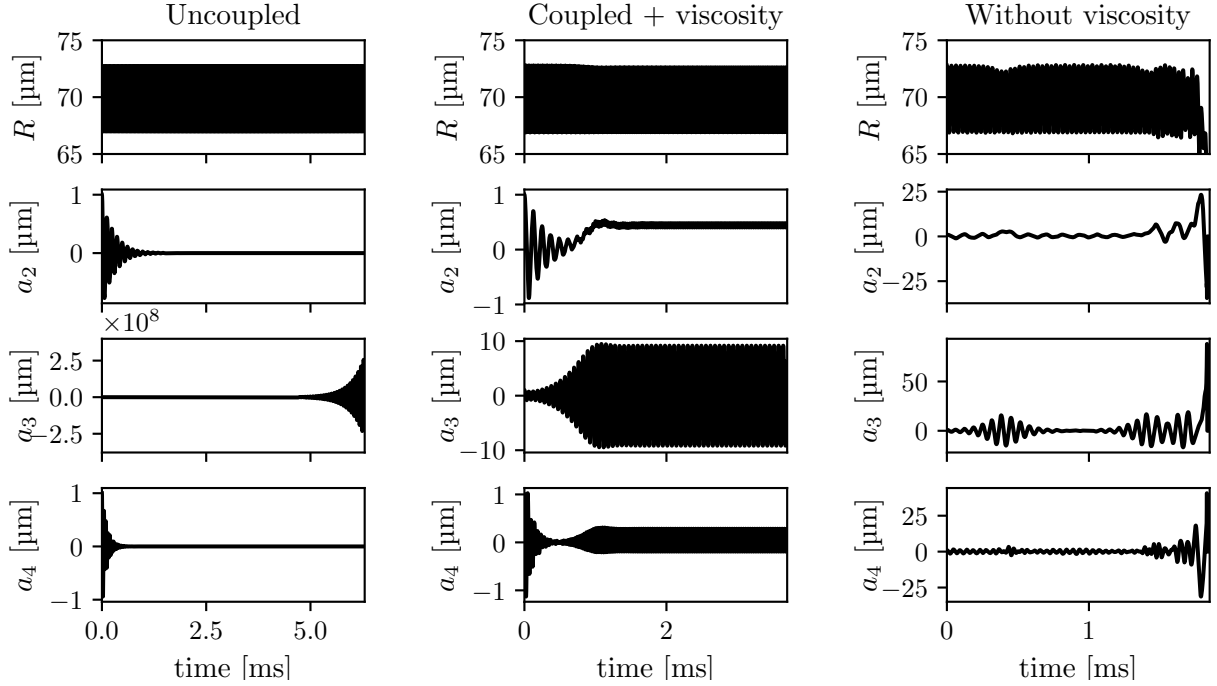 Uncoupled
Coupled + viscosity
Without viscosity
75
70
65
R [µm]
75
70
65
R [µm]
75
70
65
R [µm]
1
0
a2 [µm]
1
0
−1
a2 [µm]
25
0
−25
a2 [µm]
×10^8
2.5
0.0
−2.5
a3 [µm]
10
0
−10
a3 [µm]
50
0
a3 [µm]
1
0
−1
a4 [µm]
1
0
−1
a4 [µm]
25
0
−25
a4 [µm]
0.0 2.5 5.0
0 2
0 1
time [ms]
time [ms]
time [ms]